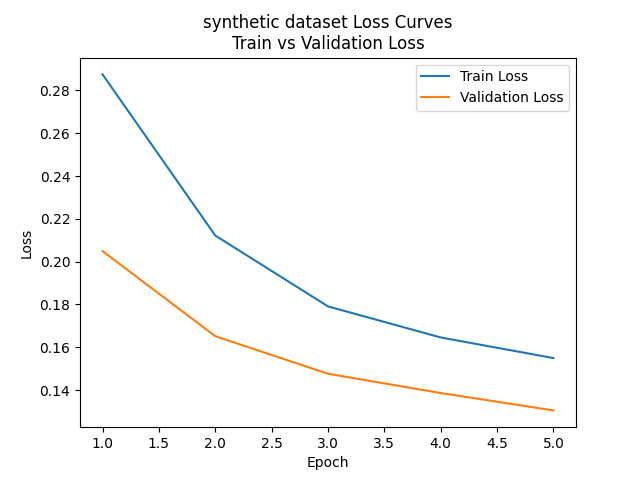 synthetic dataset Loss Curves
Train vs Validation Loss
Train Loss
Validation Loss
Loss
0.28
0.26
0.24
0.22
0.20
0.18
0.16
0.14
1.0 1.5 2.0 2.5 3.0 3.5 4.0 4.5 5.0
Epoch